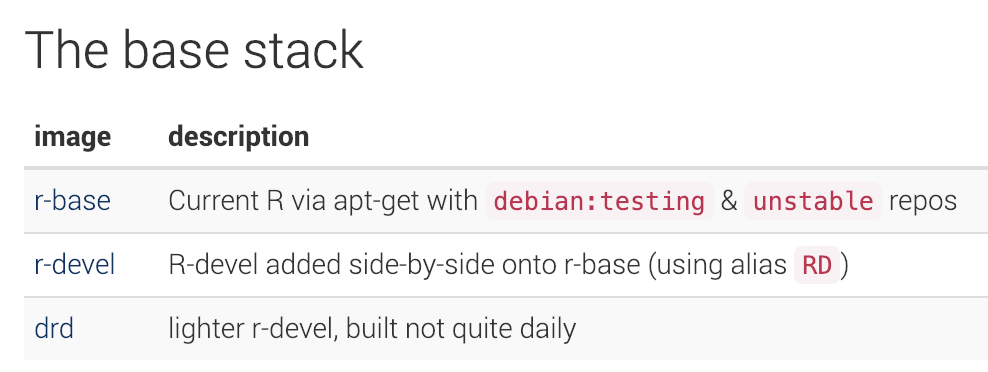 The base stack
image description
r-base Current R via apt-get with debian:testing & unstable repos
r-devel R-devel added side-by-side onto r-base (using alias RD )
drd lighter r-devel, built not quite daily